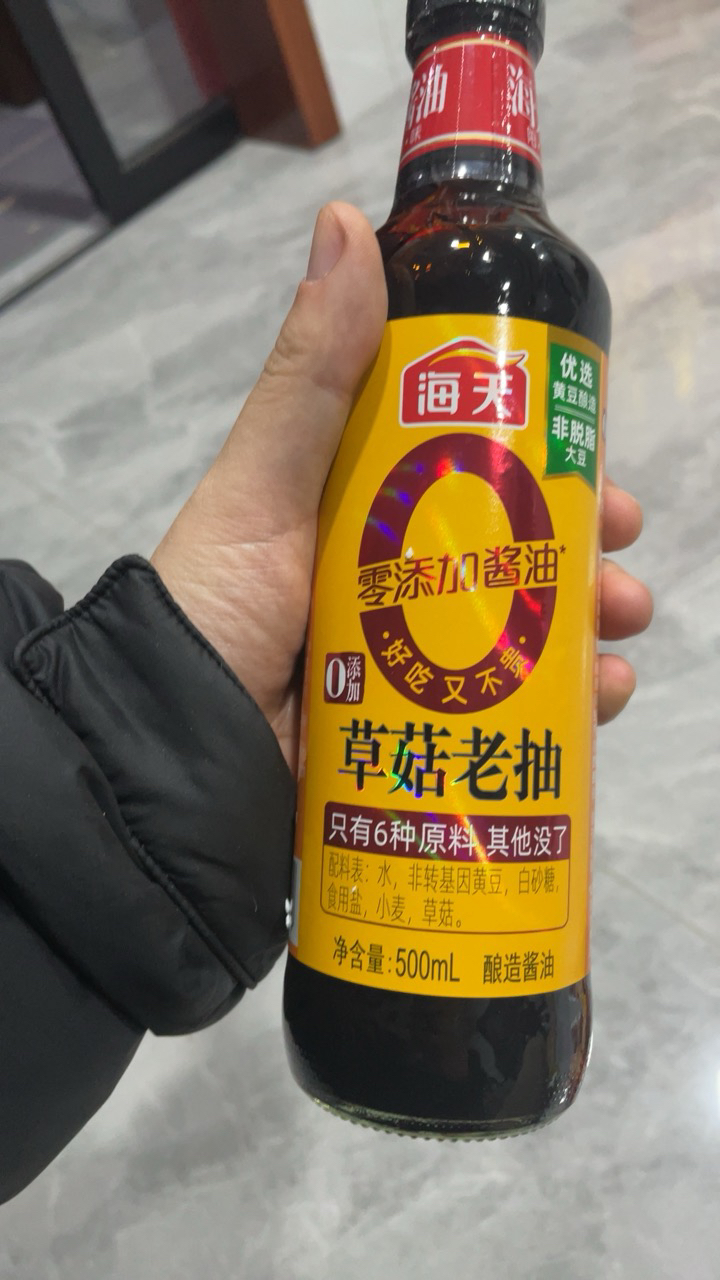 酱油
海
海天
优选
黄豆酿造
非脱脂
大豆
零添加酱油*
·好吃又不贵·
0添加
草菇老抽
只有6种原料 其他没了
配料表：水，非转基因黄豆，白砂糖，
食用盐，小麦，草菇。
净含量:500mL 酿造酱油